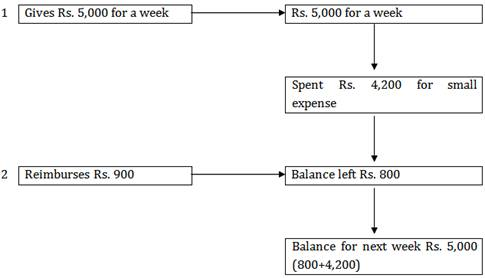 1 Gives Rs. 5,000 for a week
Rs. 5,000 for a week
Spent Rs. 4,200 for small
expense
2 Reimburses Rs. 900
Balance left Rs. 800
Balance for next week Rs. 5,000
(800+4,200)